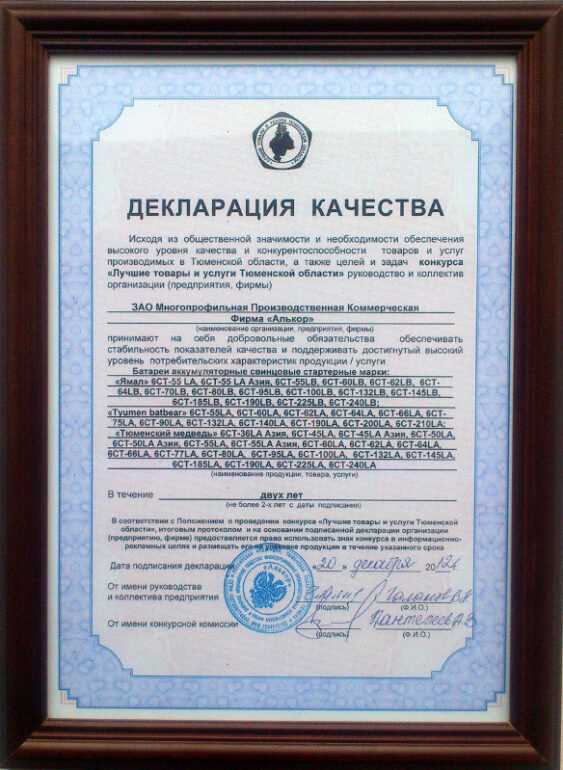 ДЕКЛАРАЦИЯ КАЧЕСТВА
Исходя из общественной значимости и необходимости обеспечения
высокого уровня качества и конкурентоспособности товаров и услуг
производимых в Тюменской области, а также целей и задач конкурса
«Лучшие товары и услуги Тюменской области» руководство и коллектив
организации (предприятия, фирмы)
ЗАО Многопрофильная Производственная Коммерческая
Фирма «Алькор»
(наименование организации, предприятия, фирмы)
принимают на себя добровольные обязательства обеспечивать
стабильность показателей качества и поддерживать достигнутый высокий
уровень потребительских характеристик продукции / услуги
Батареи аккумуляторные свинцовые стартерные марки:
«Ямал» 6СТ-55 LA, 6СТ-55 LA Азия, 6СТ-55LB, 6СТ-60LB, 6СТ-62LB, 6СТ-
64LB, 6СТ-70LB, 6СТ-80LB, 6СТ-95LB, 6СТ-100LB, 6СТ-132LB, 6СТ-145LB,
6СТ-185LB, 6СТ-190LB, 6СТ-225LB, 6СТ-240LB;
«Tyumen batbear» 6СТ-55LA, 6СТ-60LA, 6СТ-62LA, 6СТ-64LA, 6СТ-66LA, 6СТ-
75LA, 6СТ-90LA, 6СТ-132LA, 6СТ-140LA, 6СТ-190LA, 6СТ-200LA, 6СТ-210LA;
«Тюменский медведь» 6СТ-36LA Азия, 6СТ-45LA, 6СТ-45LA Азия, 6СТ-50LA,
6СТ-50LA Азия, 6СТ-55LA, 6СТ-55LA Азия, 6СТ-60LA, 6СТ-62LA, 6СТ-64LA,
6СТ-66LA, 6СТ-77LA, 6СТ-80LA, 6СТ-95LA, 6СТ-100LA, 6СТ-132LA, 6СТ-145LA,
6СТ-185LA, 6СТ-190LA, 6СТ-225LA, 6СТ-240LA
(наименование продукции, товара, услуги)
В течение двух лет
(не более 2-х лет с даты подписания)
В соответствии с Положением о проведении конкурса «Лучшие товары и услуги Тюменской
области», итоговым протоколом и на основании подписанной декларации организации
(предприятию, фирме) предоставляется право использовать знак конкурса в информационно-
рекламных целях и размещать его на упаковке продукции в течение указанного срока
Дата подписания декларации «20» декабря 2012г.
От имени руководства
и коллектива предприятия
(подпись) (Ф.И.О.)
От имени конкурсной комиссии Пантелеев А.В.
(подпись) (Ф.И.О.)
«Алькор»